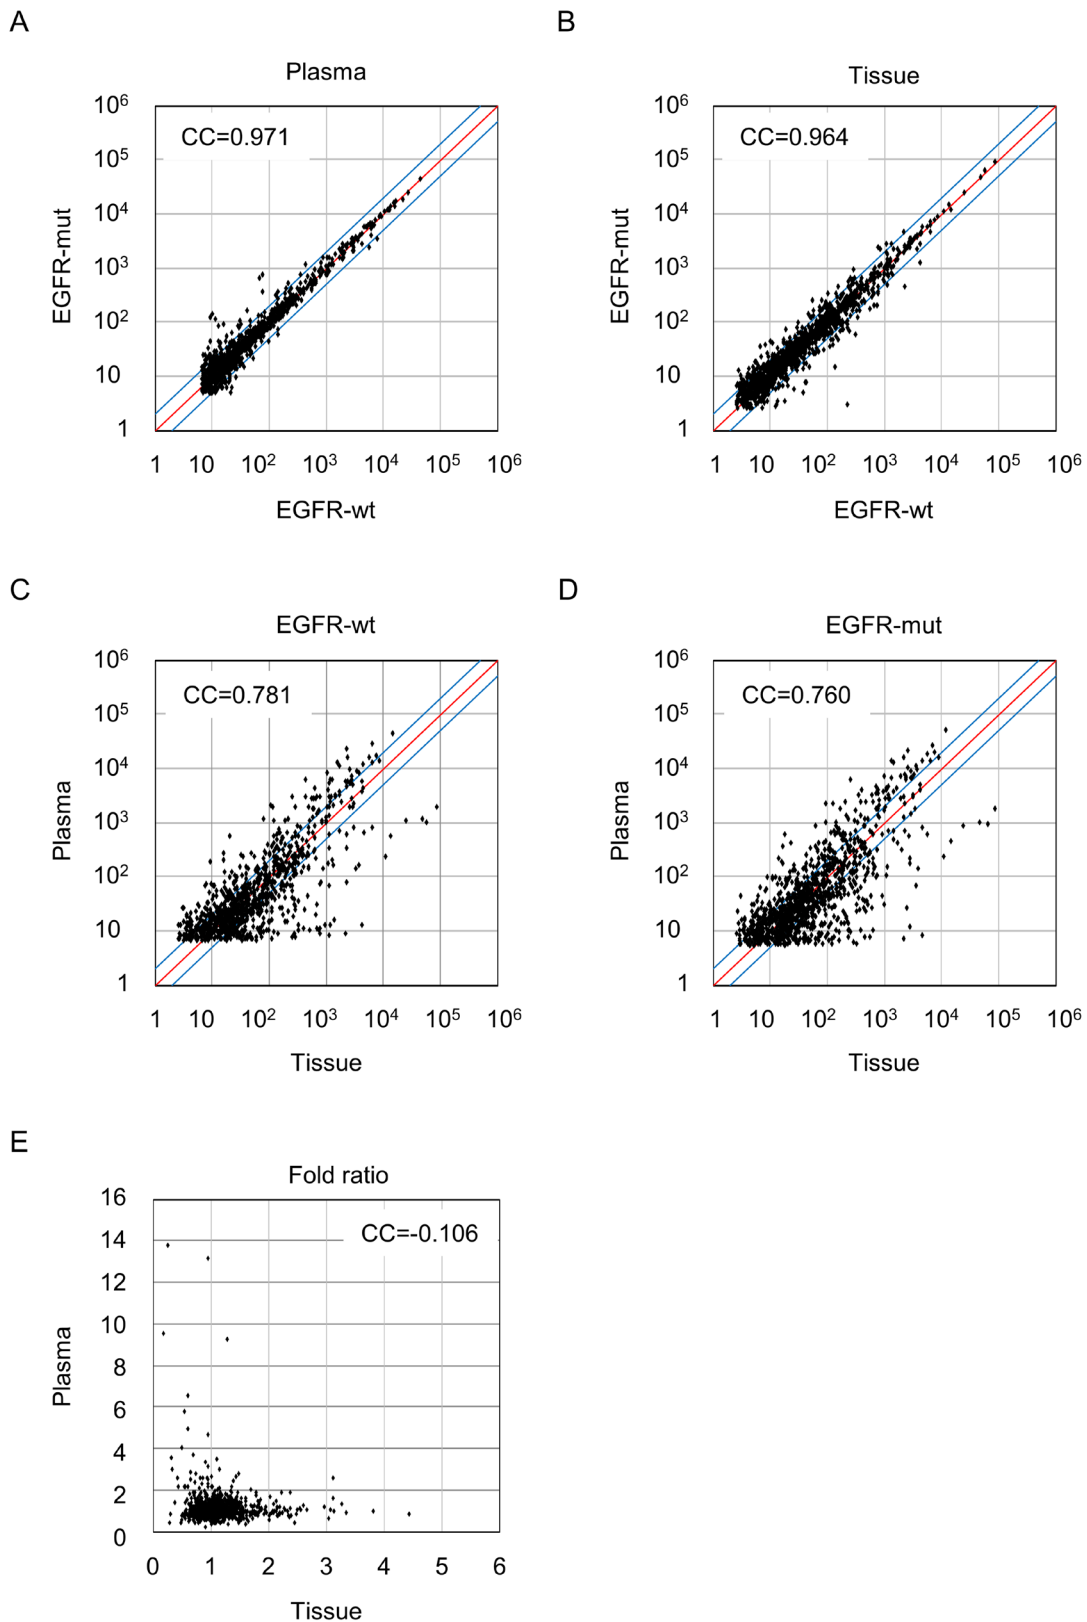 A
B
Plasma
Tissue
10⁶
10⁶
CC=0.971
CC=0.964
10⁵
10⁵
10⁴
10⁴
EGFR-mut
EGFR-mut
10³
10³
10²
10²
10
10
1
1
1 10 10² 10³ 10⁴ 10⁵ 10⁶
1 10 10² 10³ 10⁴ 10⁵ 10⁶
EGFR-wt
EGFR-wt
C
D
EGFR-wt
EGFR-mut
10⁶
10⁶
CC=0.781
CC=0.760
10⁵
10⁵
10⁴
10⁴
Plasma
Plasma
10³
10³
10²
10²
10
10
1
1
1 10 10² 10³ 10⁴ 10⁵ 10⁶
1 10 10² 10³ 10⁴ 10⁵ 10⁶
Tissue
Tissue
E
Fold ratio
16
CC=-0.106
14
12
10
Plasma
8
6
4
2
0
0 1 2 3 4 5 6
Tissue